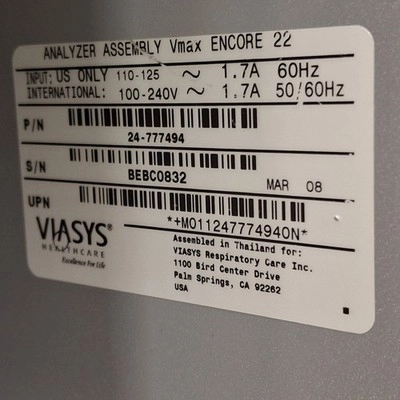 ANALYZER ASSEMBLY Vmax ENCORE 22
INPUT: US ONLY 110-125 ~ 1.7A 60Hz
INTERNATIONAL: 100-240V ~ 1.7A 50/60Hz
P/N
24-777494
S/N
BEBC0832
MAR 08
UPN
*+M011247774940N*
VIASYS®
HEALTHCARE
Excellence For Life
Assembled in Thailand for:
VIASYS Respiratory Care Inc.
1100 Bird Center Drive
Palm Springs, CA 92262
USA